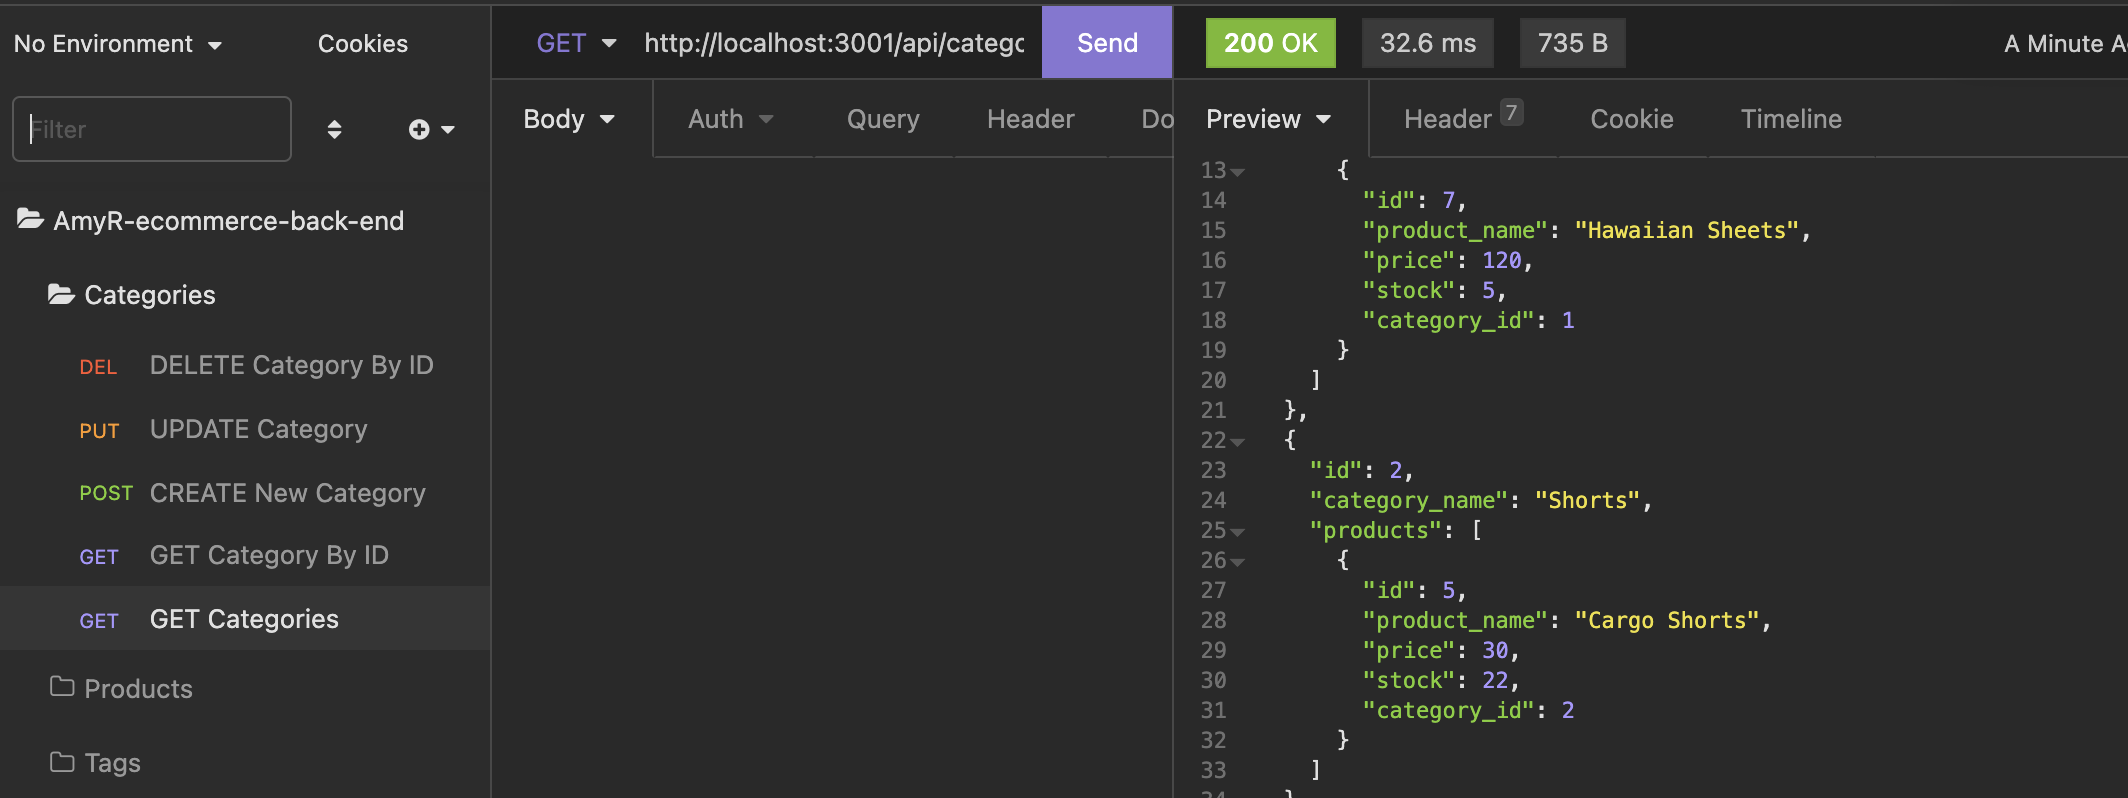 No Environment
Cookies
Filter
AmyR-ecommerce-back-end
Categories
DEL DELETE Category By ID
PUT UPDATE Category
POST CREATE New Category
GET GET Category By ID
GET GET Categories
Products
Tags
GET http://localhost:3001/api/catego Send
Body Auth Query Header Do
200 OK 32.6 ms 735 B A Minute A
Preview Header 7 Cookie Timeline
13 {
14 "id": 7,
15 "product_name": "Hawaiian Sheets",
16 "price": 120,
17 "stock": 5,
18 "category_id": 1
19 }
20 ]
21 },
22 {
23 "id": 2,
24 "category_name": "Shorts",
25 "products": [
26 {
27 "id": 5,
28 "product_name": "Cargo Shorts",
29 "price": 30,
30 "stock": 22,
31 "category_id": 2
32 }
33 ]